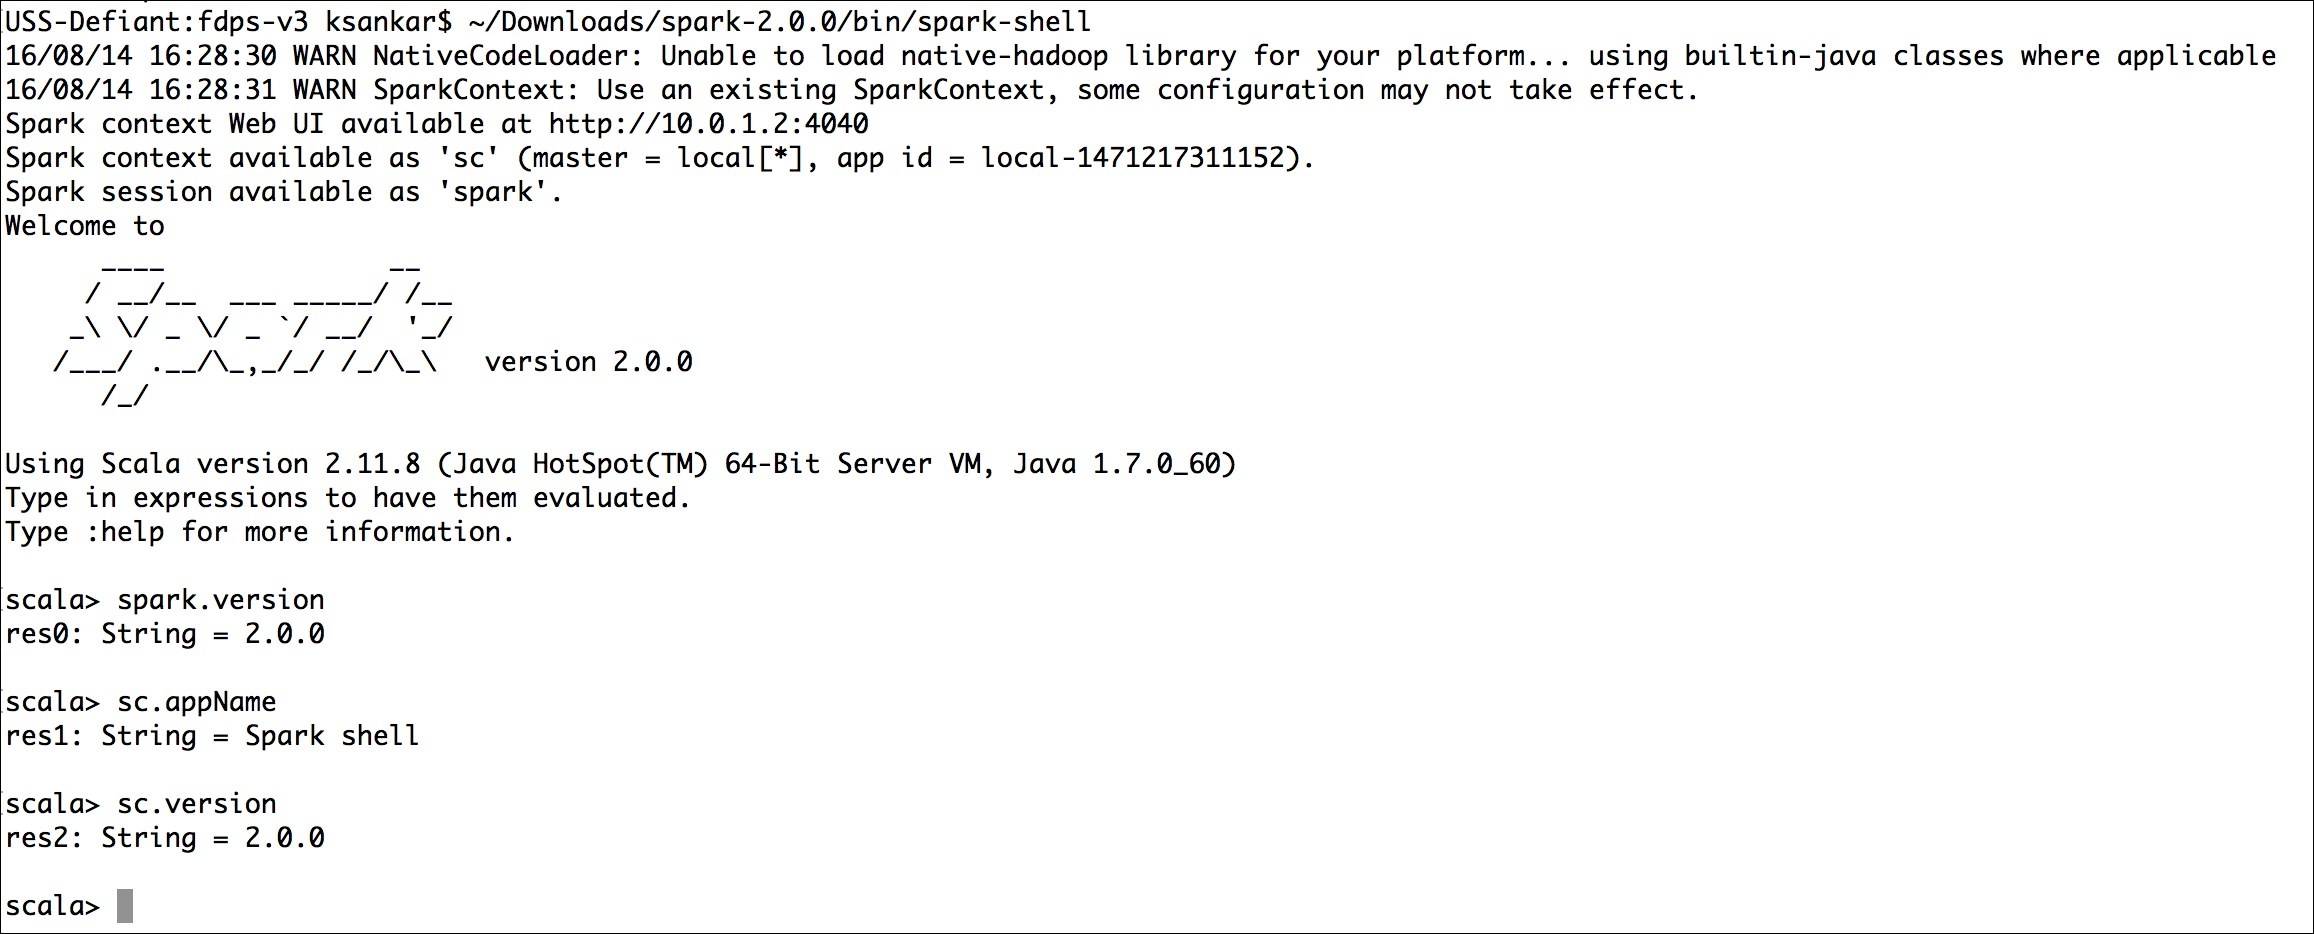 USS-Defiant:fdps-v3 ksankar$ ~/Downloads/spark-2.0.0/bin/spark-shell
16/08/14 16:28:30 WARN NativeCodeLoader: Unable to load native-hadoop library for your platform... using builtin-java classes where applicable
16/08/14 16:28:31 WARN SparkContext: Use an existing SparkContext, some configuration may not take effect.
Spark context Web UI available at http://10.0.1.2:4040
Spark context available as 'sc' (master = local[*], app id = local-1471217311152).
Spark session available as 'spark'.
Welcome to
      ____              __
     / __/__  ___ _____/ /__
    _\ \/ _ \/ _ `/ __/  '_/
   /___/ .__/\_,_/_/ /_/\_\   version 2.0.0
      /_/
Using Scala version 2.11.8 (Java HotSpot(TM) 64-Bit Server VM, Java 1.7.0_60)
Type in expressions to have them evaluated.
Type :help for more information.
scala> spark.version
res0: String = 2.0.0
scala> sc.appName
res1: String = Spark shell
scala> sc.version
res2: String = 2.0.0
scala>